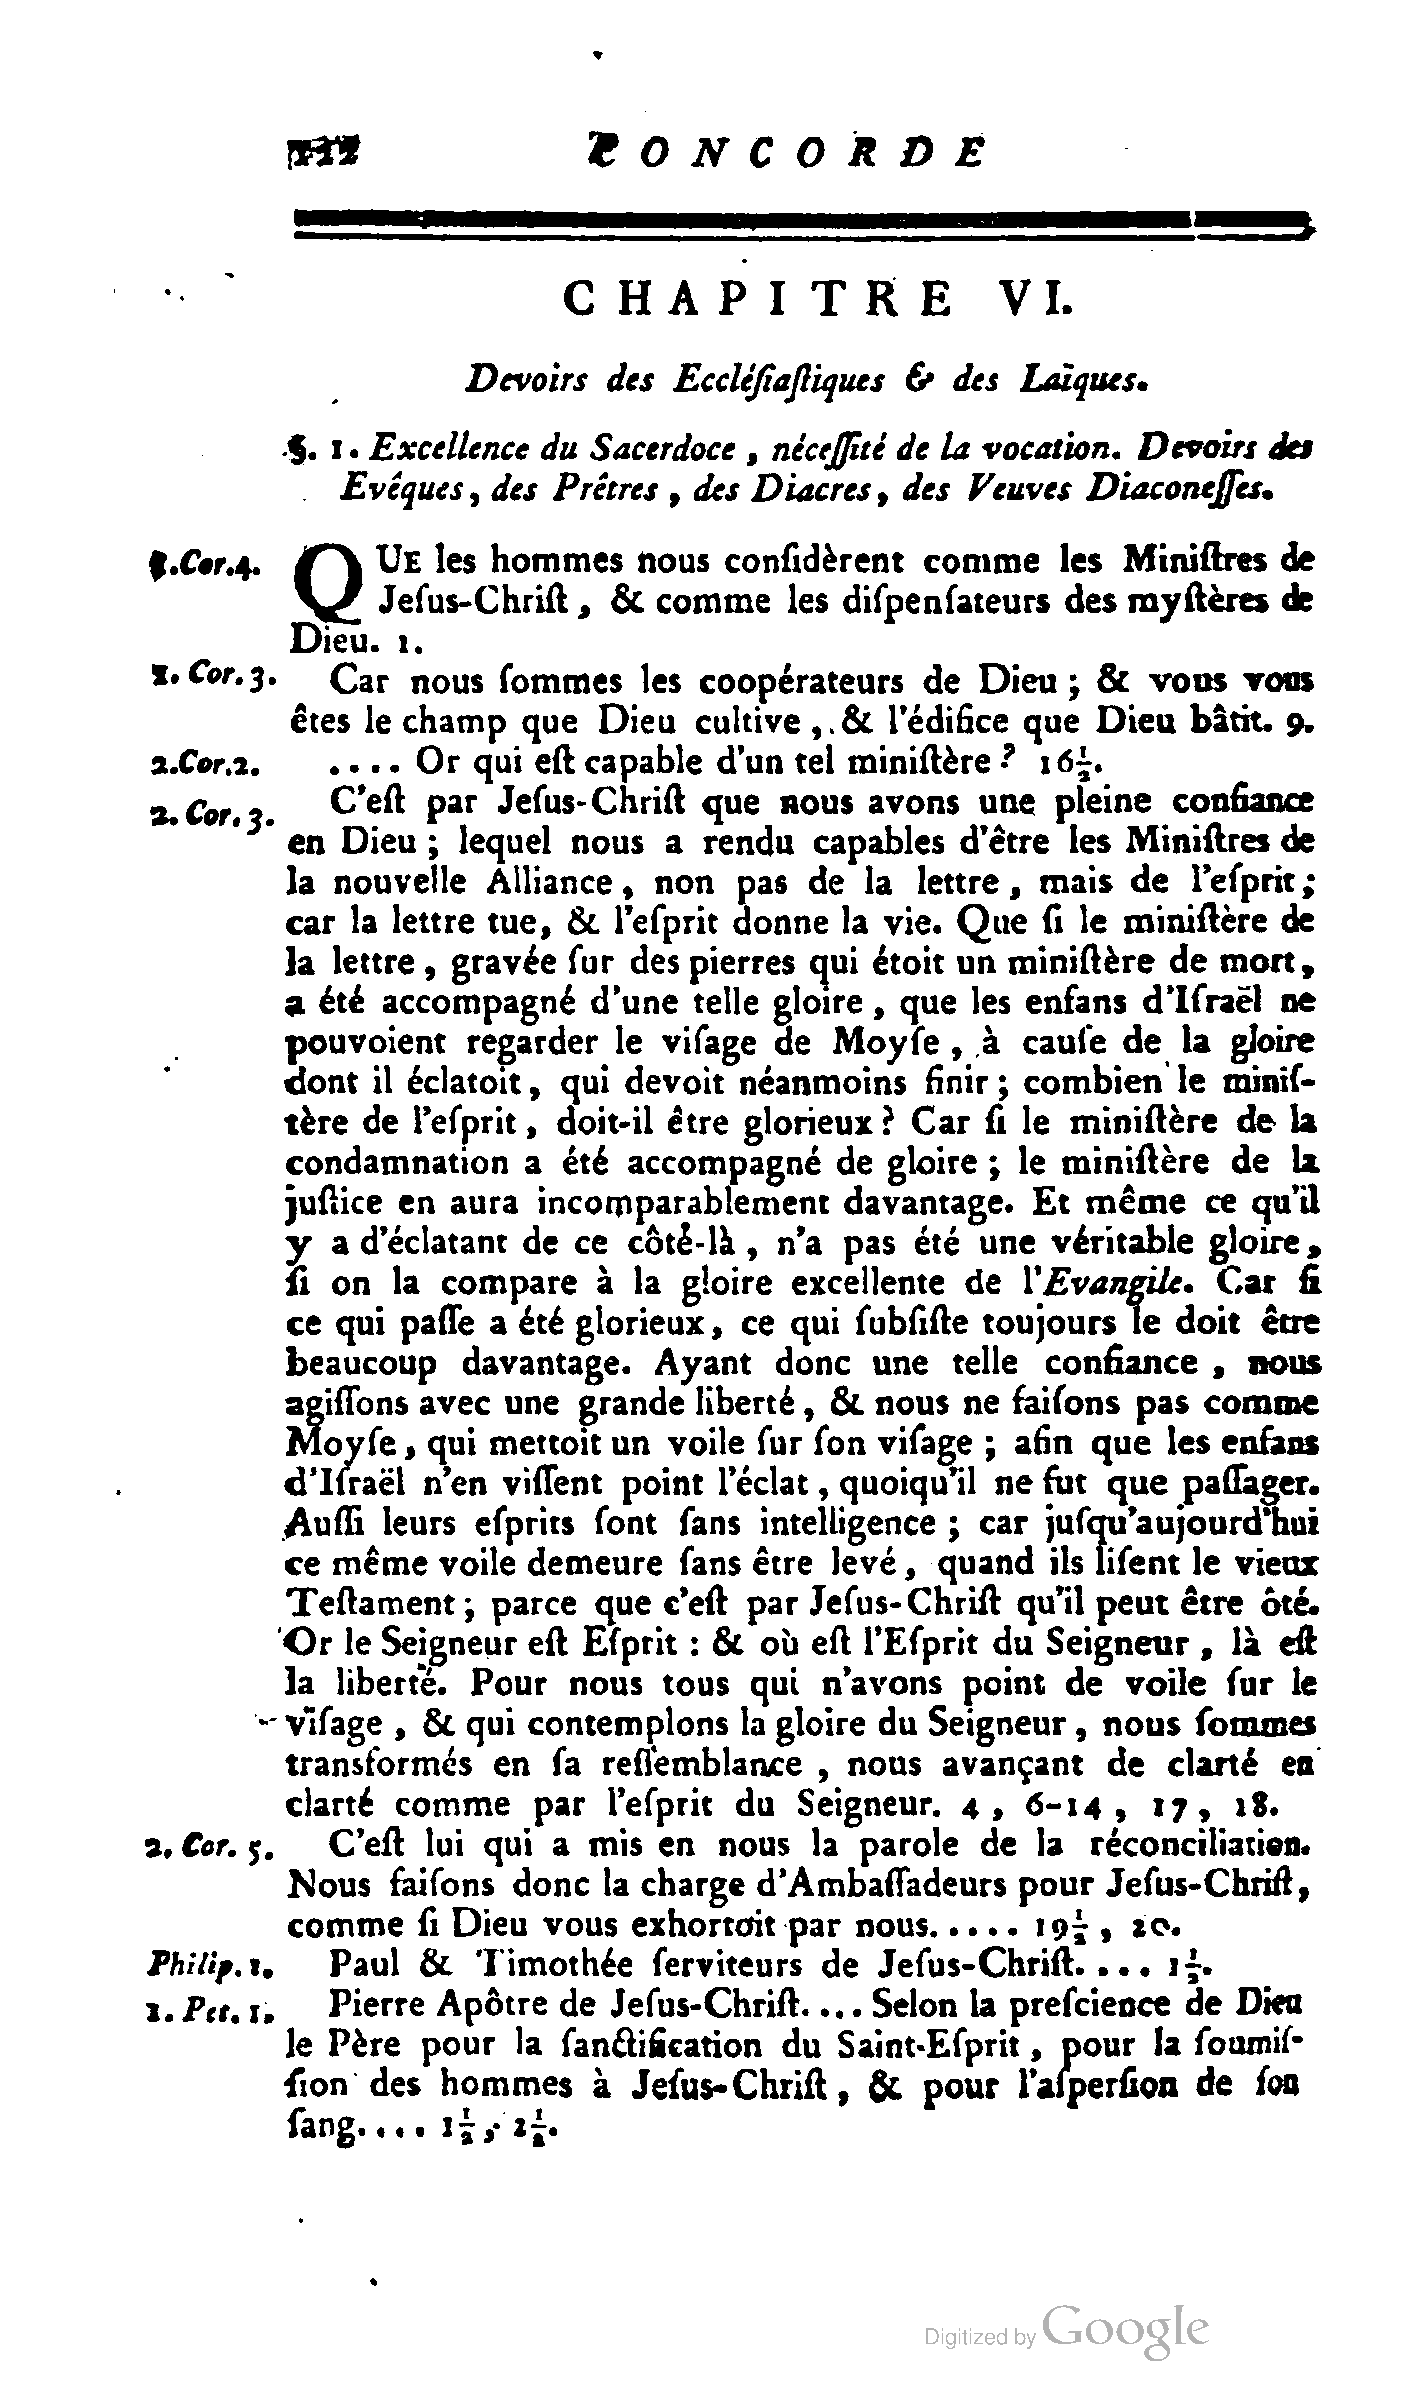 CONCORDE
CHAPITRE VI.
Devoirs des Eccléſiaſtiques & des Laïques.
§. 1. Excellence du Sacerdoce, néceſſité de la vocation. Devoirs des
Evêques, des Prêtres, des Diacres, des Veuves Diaconeſſes.
1.Cor.4. QUE les hommes nous conſidèrent comme les Miniſtres de
Jeſus-Chriſt, & comme les diſpenſateurs des myſtères de
Dieu. 1.
1. Cor. 3. Car nous ſommes les coopérateurs de Dieu ; & vous vous
êtes le champ que Dieu cultive, & l'édifice que Dieu bâtit. 9.
2.Cor.2. .... Or qui eſt capable d'un tel miniſtère ? 16½.
2. Cor. 3. C'eſt par Jeſus-Chriſt que nous avons une pleine confiance
en Dieu ; lequel nous a rendu capables d'être les Miniſtres de
la nouvelle Alliance, non pas de la lettre, mais de l'eſprit ;
car la lettre tue, & l'eſprit donne la vie. Que ſi le miniſtère de
la lettre, gravée ſur des pierres qui étoit un miniſtère de mort,
a été accompagné d'une telle gloire, que les enfans d'Iſraël ne
pouvoient regarder le viſage de Moyſe, à cauſe de la gloire
dont il éclatoit, qui devoit néanmoins finir ; combien le miniſ-
tère de l'eſprit, doit-il être glorieux ? Car ſi le miniſtère de la
condamnation a été accompagné de gloire ; le miniſtère de la
juſtice en aura incomparablement davantage. Et même ce qu'il
y a d'éclatant de ce côté-là, n'a pas été une véritable gloire,
ſi on la compare à la gloire excellente de l'Evangile. Car ſi
ce qui paſſe a été glorieux, ce qui ſubſiſte toujours le doit être
beaucoup davantage. Ayant donc une telle confiance, nous
agiſſons avec une grande liberté, & nous ne faiſons pas comme
Moyſe, qui mettoit un voile ſur ſon viſage ; afin que les enfans
d'Iſraël n'en viſſent point l'éclat, quoiqu'il ne fut que paſſager.
Auſſi leurs eſprits ſont ſans intelligence ; car juſqu'aujourd'hui
ce même voile demeure ſans être levé, quand ils liſent le vieux
Teſtament ; parce que c'eſt par Jeſus-Chriſt qu'il peut être ôté.
Or le Seigneur eſt Eſprit : & où eſt l'Eſprit du Seigneur, là eſt
la liberté. Pour nous tous qui n'avons point de voile ſur le
viſage, & qui contemplons la gloire du Seigneur, nous ſommes
transformés en ſa reſſemblance, nous avançant de clarté en
clarté comme par l'eſprit du Seigneur. 4, 6-14, 17, 18.
2. Cor. 5. C'eſt lui qui a mis en nous la parole de la réconciliation.
Nous faiſons donc la charge d'Ambaſſadeurs pour Jeſus-Chriſt,
comme ſi Dieu vous exhortoit par nous..... 19½, 20.
Philip. 1. Paul & Timothée ſerviteurs de Jeſus-Chriſt.... 1½.
1. Pet. 1. Pierre Apôtre de Jeſus-Chriſt.... Selon la preſcience de Dieu
le Père pour la ſanctification du Saint-Eſprit, pour la ſoumiſ-
ſion des hommes à Jeſus-Chriſt, & pour l'aſperſion de ſon
ſang.... 1½, 2½.
Digitized by Google